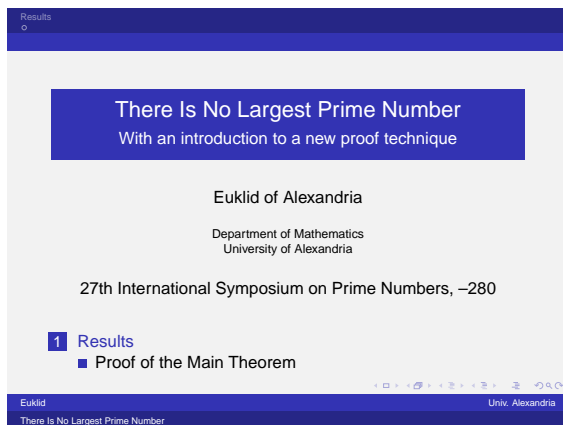 Results
There Is No Largest Prime Number
With an introduction to a new proof technique
Euklid of Alexandria
Department of Mathematics
University of Alexandria
27th International Symposium on Prime Numbers, –280
1 Results
Proof of the Main Theorem
Euklid Univ. Alexandria
There Is No Largest Prime Number